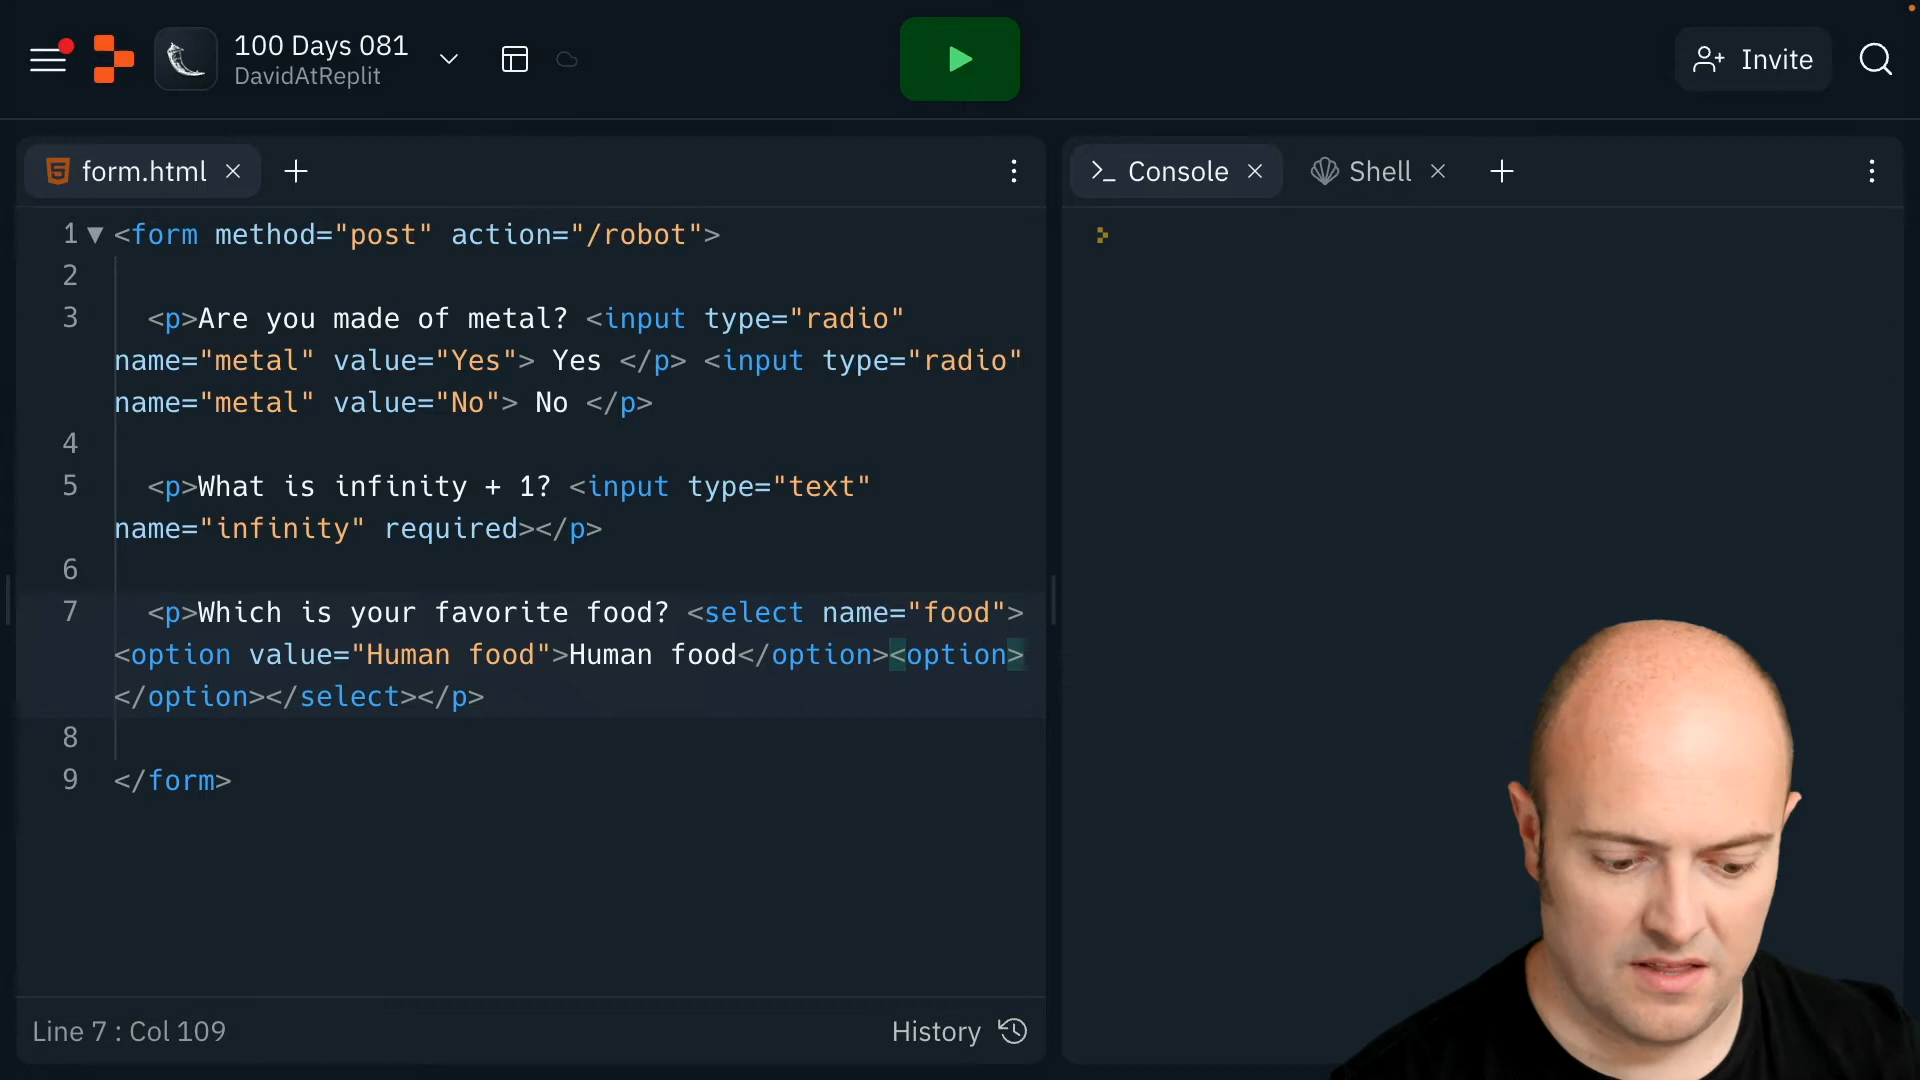 100 Days 081
DavidAtReplit
Invite
form.html
Console
Shell
1 <form method="post" action="/robot">
2
3 <p>Are you made of metal? <input type="radio"
name="metal" value="Yes"> Yes </p> <input type="radio"
name="metal" value="No"> No </p>
4
5 <p>What is infinity + 1? <input type="text"
name="infinity" required></p>
6
7 <p>Which is your favorite food? <select name="food">
<option value="Human food">Human food</option><option>
</option></select></p>
8
9 </form>
Line 7 : Col 109
History